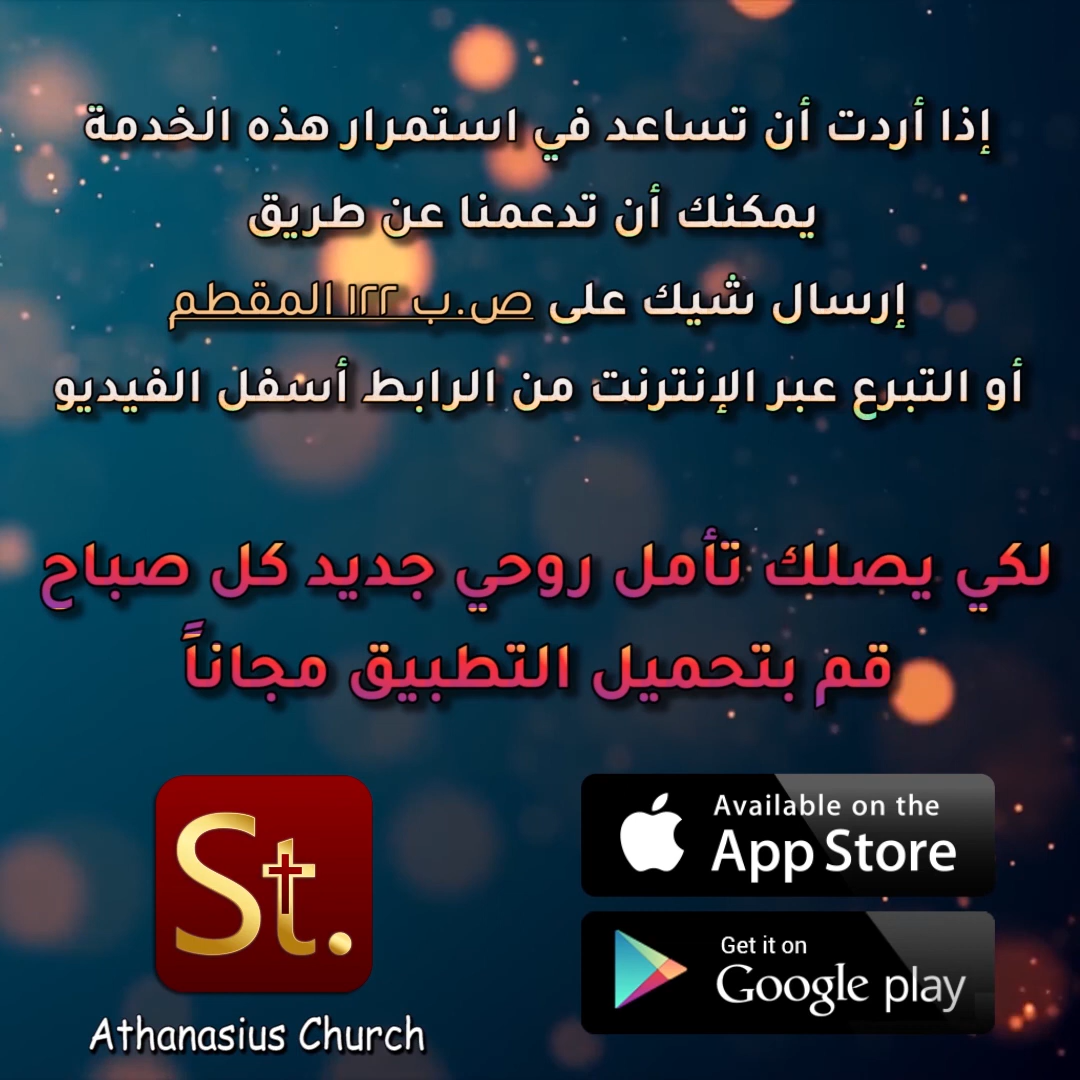 إذا أردت أن تساعد في استمرار هذه الخدمة
يمكنك أن تدعمنا عن طريق
إرسال شيك على ص.ب ١٢٢ المقطم
أو التبرع عبر الإنترنت من الرابط أسفل الفيديو
لكي يصلك تأمل روحي جديد كل صباح
قم بتحميل التطبيق مجاناً
St.
Athanasius Church
Available on the
App Store
Get it on
Google play